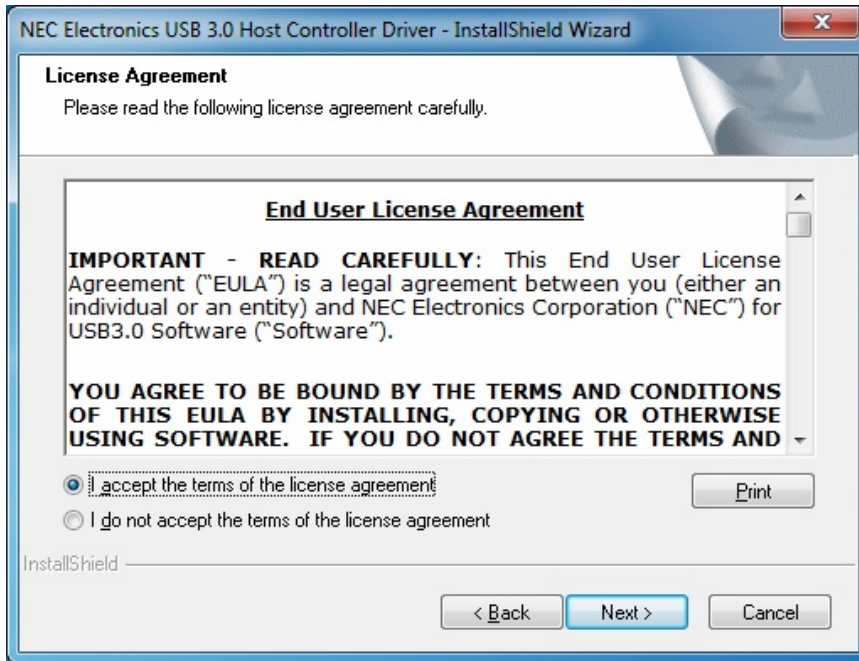 NEC Electronics USB 3.0 Host Controller Driver - InstallShield Wizard
License Agreement
Please read the following license agreement carefully.
End User License Agreement
IMPORTANT - READ CAREFULLY: This End User License
Agreement (“EULA”) is a legal agreement between you (either an
individual or an entity) and NEC Electronics Corporation (“NEC”) for
USB3.0 Software (“Software”).
YOU AGREE TO BE BOUND BY THE TERMS AND CONDITIONS
OF THIS EULA BY INSTALLING, COPYING OR OTHERWISE
USING SOFTWARE. IF YOU DO NOT AGREE THE TERMS AND
I accept the terms of the license agreement
Print
I do not accept the terms of the license agreement
InstallShield
< Back
Next >
Cancel